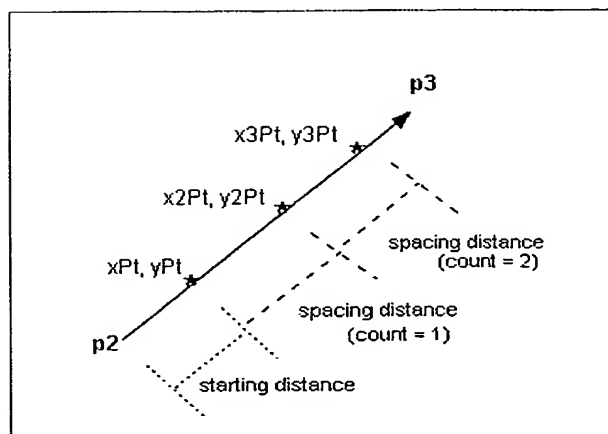 p3
x3Pt, y3Pt
x2Pt, y2Pt
spacing distance
(count = 2)
xPt, yPt
spacing distance
(count = 1)
p2
starting distance